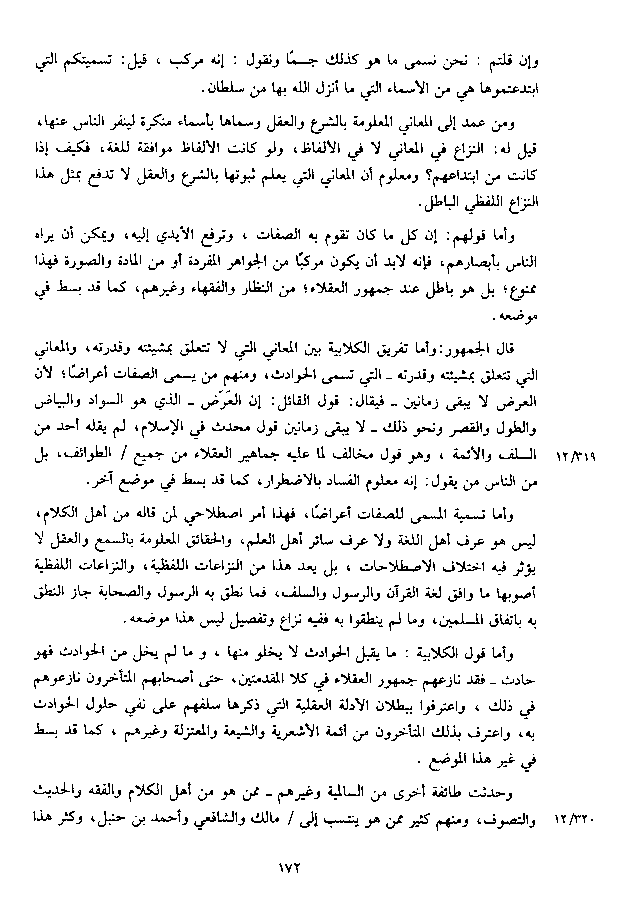 وإن قلتم : نحن نسمى ما هو كذلك جسمًا ونقول : إنه مركب ، قيل : تسميتكم التي
ابتدعتموها هي من الأسماء التي ما أنزل الله بها من سلطان.
ومن عمد إلى المعاني المعلومة بالشرع والعقل وسماها بأسماء منكرة لينفر الناس عنها،
قيل له: النزاع في المعاني لا في الألفاظ، ولو كانت الألفاظ موافقة للغة، فكيف إذا
كانت من ابتداعهم؟ ومعلوم أن المعاني التي يعلم ثبوتها بالشرع والعقل لا تدفع بمثل هذا
النزاع اللفظي الباطل.
وأما قولهم: إن كل ما كان تقوم به الصفات ، وترفع الأيدي إليه، ويمكن أن يراه
الناس بأبصارهم، فإنه لابد أن يكون مركبًا من الجواهر المفردة أو من المادة والصورة فهذا
ممنوع؛ بل هو باطل عند جمهور العقلاء؛ من النظار والفقهاء وغيرهم، كما قد بسط في
موضعه.
قال الجمهور: وأما تفريق الكلابية بين المعاني التي لا تتعلق بمشيئته وقدرته، والمعاني
التي تتعلق بمشيئته وقدرته ـ التي تسمى الحوادث، ومنهم من يسمى الصفات أعراضًا؛ لأن
العرض لا يبقى زمانين ـ فيقال: قول القائل: إن العَرَض ـ الذي هو السواد والبياض
والطول والقصر ونحو ذلك ـ لا يبقى زمانين قول محدث في الإسلام، لم يقله أحد من
السلف والأئمة ، وهو قول مخالف لما عليه جماهير العقلاء من جميع / الطوائف، بل ١٢/٣١٩
من الناس من يقول: إنه معلوم الفساد بالاضطرار، كما قد بسط في موضع آخر.
وأما تسمية المسمى للصفات أعراضًا، فهذا أمر اصطلاحي لمن قاله من أهل الكلام،
ليس هو عرف أهل اللغة ولا عرف سائر أهل العلم، والحقائق المعلومة بالسمع والعقل لا
يؤثر فيه اختلاف الاصطلاحات ، بل يعد هذا من النزاعات اللفظية، والنزاعات اللفظية
أصوبها ما وافق لغة القرآن والرسول والسلف، فما نطق به الرسول والصحابة جاز النطق
به باتفاق المسلمين، وما لم ينطقوا به ففيه نزاع وتفصيل ليس هذا موضعه.
وأما قول الكلابية : ما يقبل الحوادث لا يخلو منها ، و ما لم يخل من الحوادث فهو
حادث ـ فقد نازعهم جمهور العقلاء في كلا المقدمتين، حتى أصحابهم المتأخرون نازعوهم
في ذلك ، واعترفوا ببطلان الأدلة العقلية التي ذكرها سلفهم على نفي حلول الحوادث
به، واعترف بذلك المتأخرون من أئمة الأشعرية والشيعة والمعتزلة وغيرهم ، كما قد بسط
في غير هذا الموضع .
وحدثت طائفة أخرى من السالمية وغيرهم ـ ممن هو من أهل الكلام والفقه والحديث
والتصوف، ومنهم كثير ممن هو ينتسب إلى / مالك والشافعي وأحمد بن حنبل، وكثر هذا ١٢/٣٢٠
١٧٢